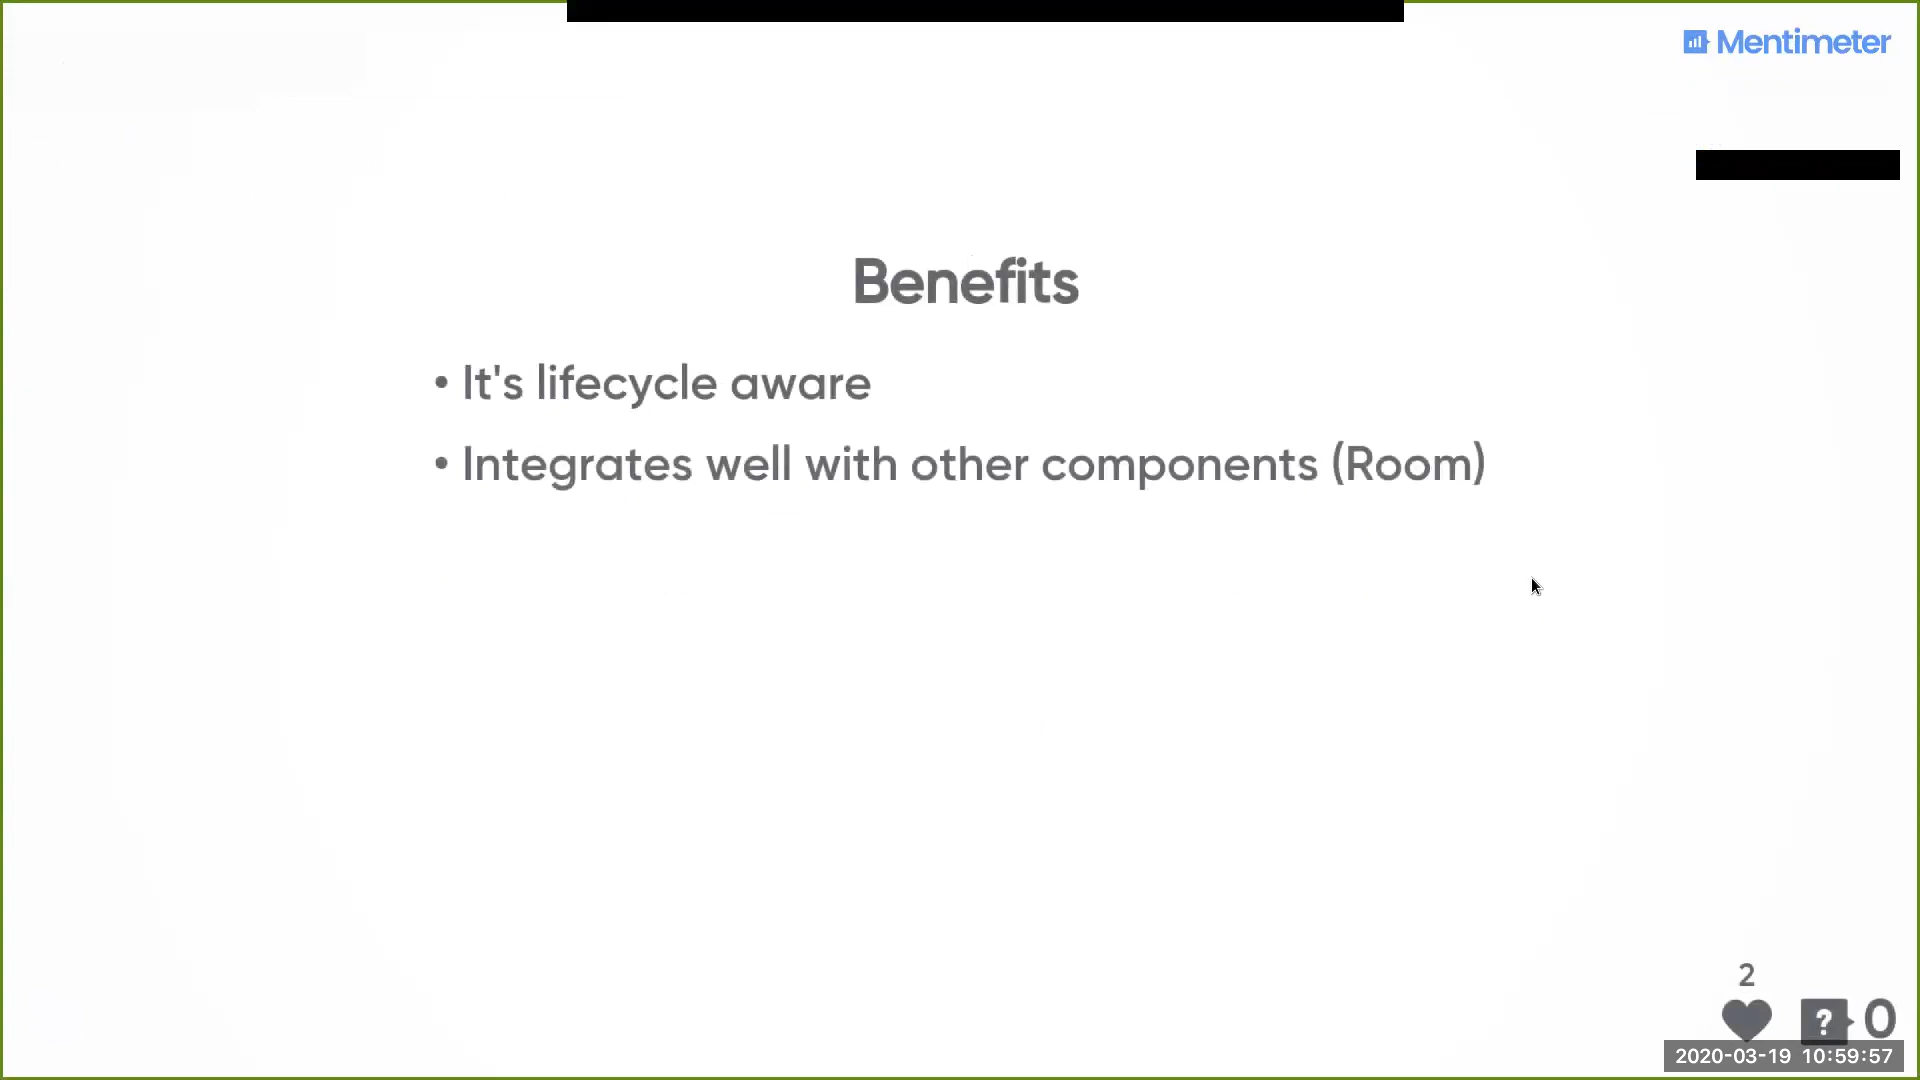 Mentimeter
Benefits
• It's lifecycle aware
• Integrates well with other components (Room)
2
? 0
2020-03-19 10:59:57